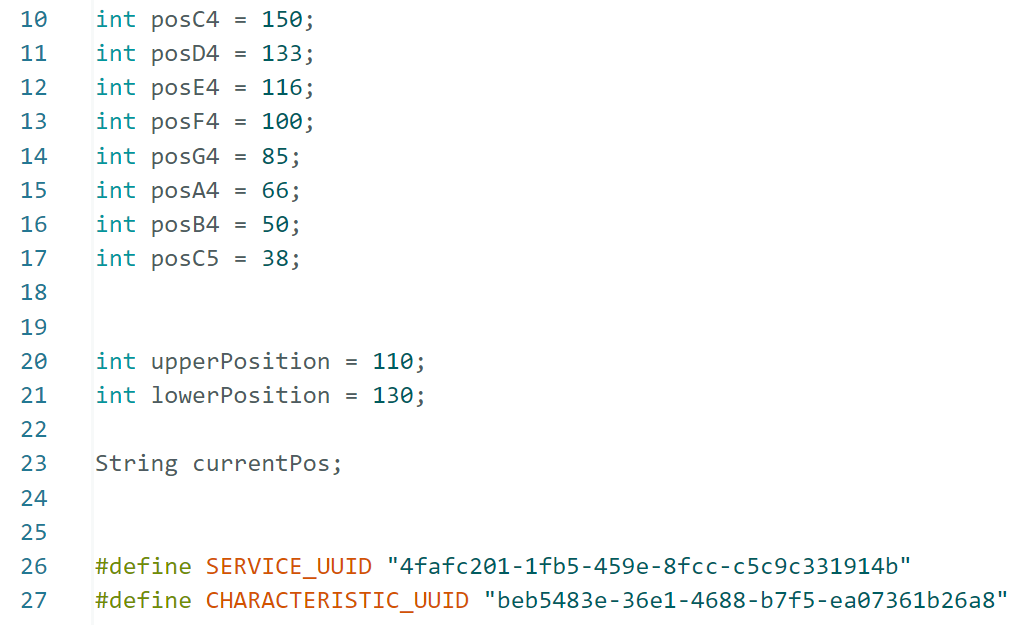 10 int posC4 = 150;
11 int posD4 = 133;
12 int posE4 = 116;
13 int posF4 = 100;
14 int posG4 = 85;
15 int posA4 = 66;
16 int posB4 = 50;
17 int posC5 = 38;
18
19
20 int upperPosition = 110;
21 int lowerPosition = 130;
22
23 String currentPos;
24
25
26 #define SERVICE_UUID "4fafc201-1fb5-459e-8fcc-c5c9c331914b"
27 #define CHARACTERISTIC_UUID "beb5483e-36e1-4688-b7f5-ea07361b26a8"